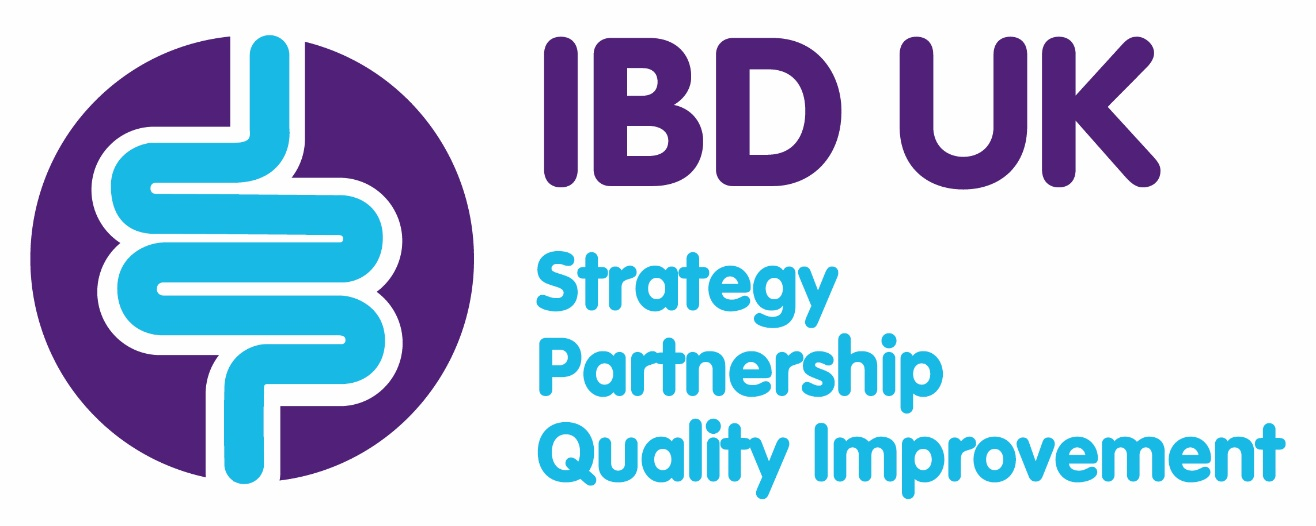 IBD UK
Strategy
Partnership
Quality Improvement